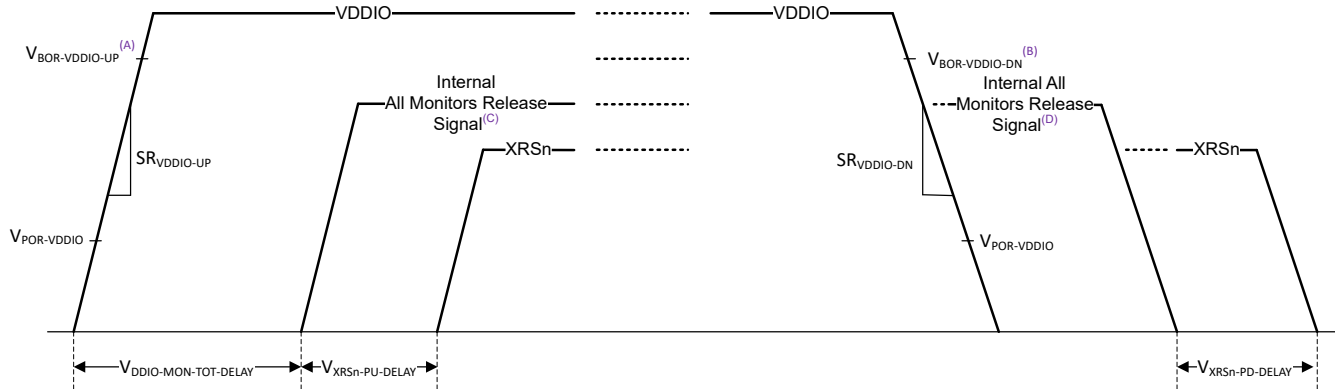 VDDIO
VDDIO
VBOR-VDDIO-UP(A)
VBOR-VDDIO-DN(B)
Internal
All Monitors Release
Signal(C)
Internal All
Monitors Release
Signal(D)
XRSn
XRSn
SRVDDIO-UP
SRVDDIO-DN
VPOR-VDDIO
VPOR-VDDIO
VDDIO-MON-TOT-DELAY
VXRSn-PU-DELAY
VXRSn-PD-DELAY